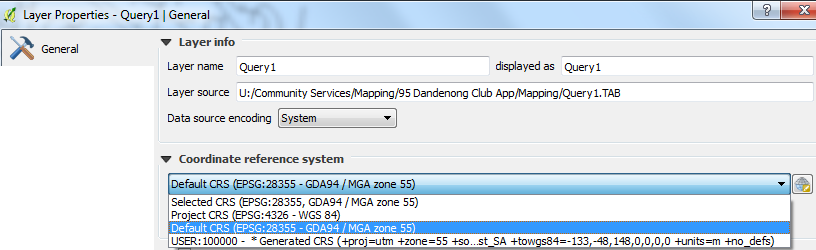 Layer Properties - Query1 | General
General
Layer info
Layer name Query1 displayed as Query1
Layer source U:/Community Services/Mapping/95 Dandenong Club App/Mapping/Query1.TAB
Data source encoding System
Coordinate reference system
Default CRS (EPSG:28355 - GDA94 / MGA zone 55)
Selected CRS (EPSG:28355, GDA94 / MGA zone 55)
Project CRS (EPSG:4326 - WGS 84)
Default CRS (EPSG:28355 - GDA94 / MGA zone 55)
USER:100000 - * Generated CRS (+proj=utm +zone=55 +so...st_SA +towgs84=-133,-48,148,0,0,0,0 +units=m +no_defs)